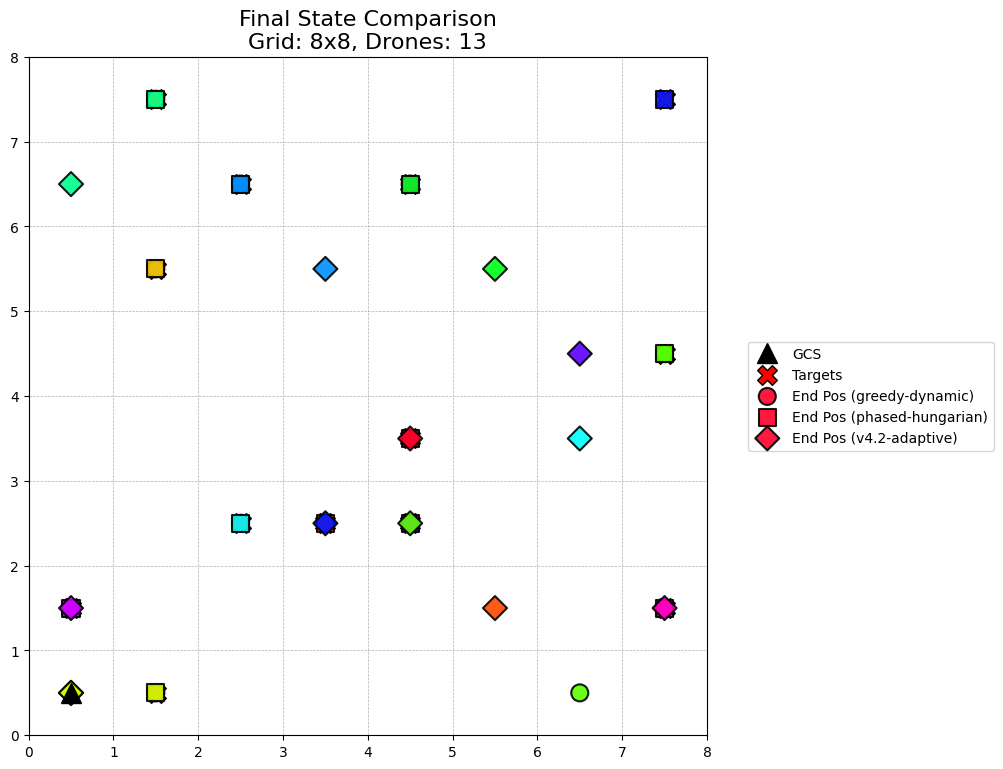 Final State Comparison
Grid: 8x8, Drones: 13
8
7
6
5
4
3
2
1
0
0 1 2 3 4 5 6 7 8
GCS
Targets
End Pos (greedy-dynamic)
End Pos (phased-hungarian)
End Pos (v4.2-adaptive)